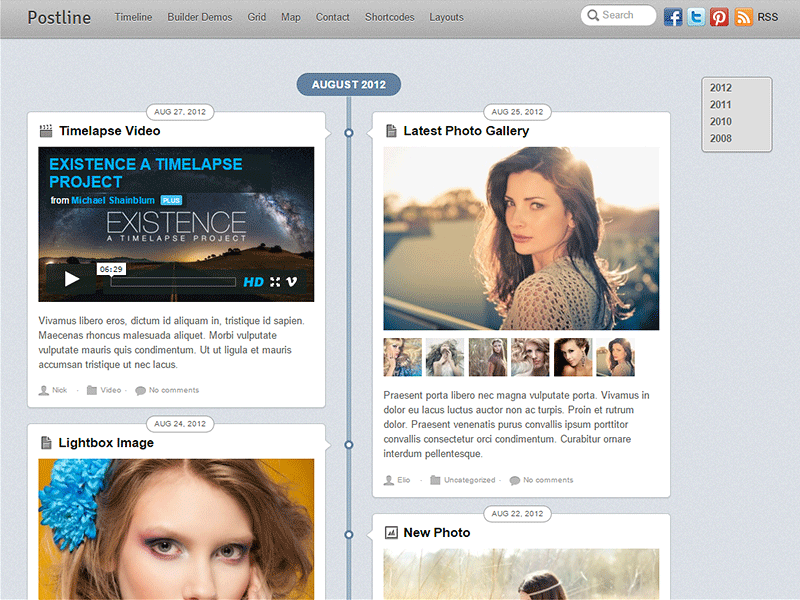 Postline
Timeline Builder Demos Grid Map Contact Shortcodes Layouts
Search
RSS
AUGUST 2012
2012
2011
2010
2008
AUG 27, 2012
Timelapse Video
EXISTENCE A TIMELAPSE
PROJECT
from Michael Shainblum PLUS
EXISTENCE
A TIMELAPSE PROJECT
06:29
HD
Vivamus libero eros, dictum id aliquam in, tristique id sapien.
Maecenas rhoncus malesuada aliquet. Morbi vulputate
vulputate mauris quis condimentum. Ut ut ligula et mauris
accumsan tristique ut nec lacus.
Nick · Video · No comments
AUG 25, 2012
Latest Photo Gallery
Praesent porta libero nec magna vulputate porta. Vivamus in
dolor eu lacus luctus auctor non ac turpis. Proin et rutrum
dolor. Praesent venenatis purus convallis ipsum porttitor
convallis consectetur orci condimentum. Curabitur ornare
interdum pellentesque.
Elio · Uncategorized · No comments
AUG 24, 2012
Lightbox Image
AUG 22, 2012
New Photo